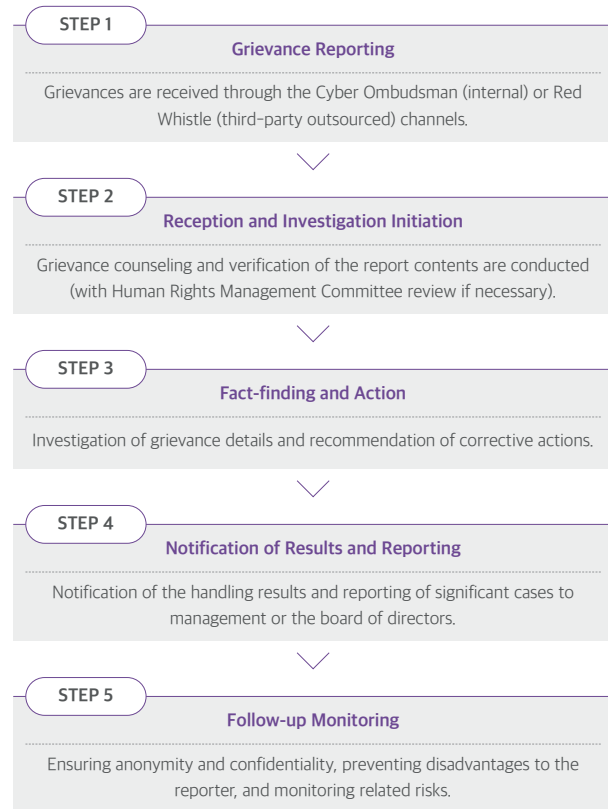 STEP 1
Grievance Reporting
Grievances are received through the Cyber Ombudsman (internal) or Red
Whistle (third-party outsourced) channels.
STEP 2
Reception and Investigation Initiation
Grievance counseling and verification of the report contents are conducted
(with Human Rights Management Committee review if necessary).
STEP 3
Fact-finding and Action
Investigation of grievance details and recommendation of corrective actions.
STEP 4
Notification of Results and Reporting
Notification of the handling results and reporting of significant cases to
management or the board of directors.
STEP 5
Follow-up Monitoring
Ensuring anonymity and confidentiality, preventing disadvantages to the
reporter, and monitoring related risks.